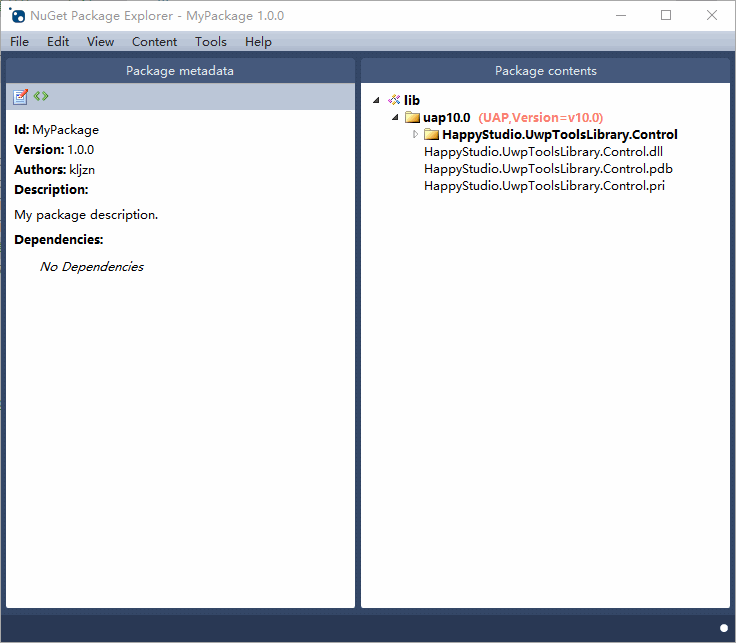 NuGet Package Explorer - MyPackage 1.0.0
File Edit View Content Tools Help
Package metadata
Id: MyPackage
Version: 1.0.0
Authors: kljzn
Description:
My package description.
Dependencies:
No Dependencies
Package contents
lib
uap10.0 (UAP,Version=v10.0)
HappyStudio.UwpToolsLibrary.Control
HappyStudio.UwpToolsLibrary.Control.dll
HappyStudio.UwpToolsLibrary.Control.pdb
HappyStudio.UwpToolsLibrary.Control.pri